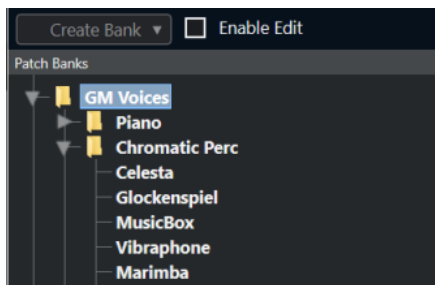 Create Bank
Enable Edit
Patch Banks
GM Voices
Piano
Chromatic Perc
Celesta
Glockenspiel
MusicBox
Vibraphone
Marimba